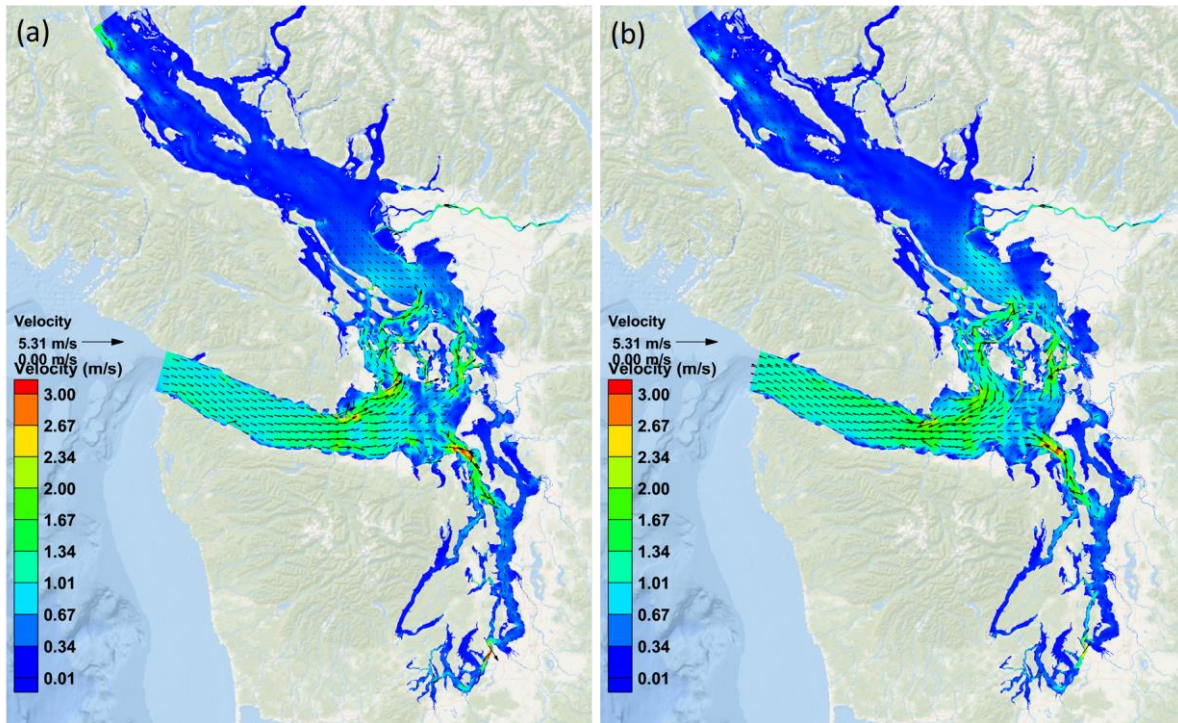 (a)
Velocity
5.31 m/s
0.00 m/s
Velocity (m/s)
3.00
2.67
2.34
2.00
1.67
1.34
1.01
0.67
0.34
0.01
(b)
Velocity
5.31 m/s
0.00 m/s
Velocity (m/s)
3.00
2.67
2.34
2.00
1.67
1.34
1.01
0.67
0.34
0.01